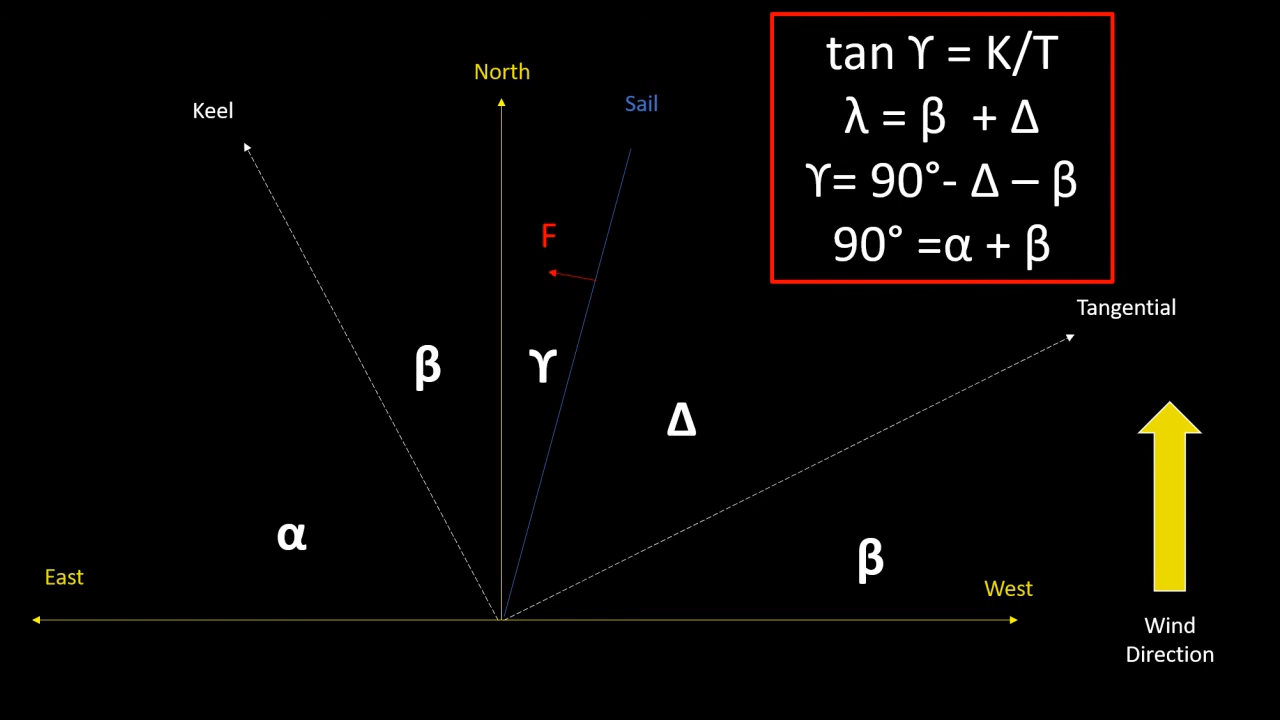 tan ϒ = K/T
λ = β + Δ
ϒ= 90°- Δ – β
90° =α + β
North
Keel
Sail
F
Tangential
β
ϒ
Δ
α
β
East
West
Wind
Direction